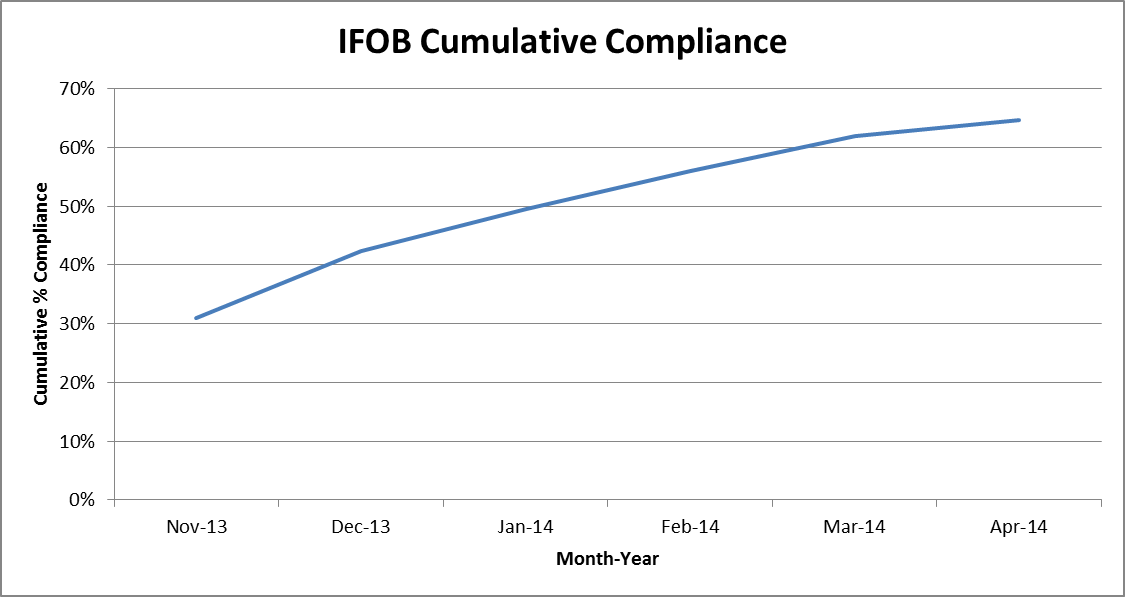 IFOB Cumulative Compliance
70%
60%
50%
40%
30%
20%
10%
0%
Cumulative % Compliance
Nov-13 Dec-13 Jan-14 Feb-14 Mar-14 Apr-14
Month-Year